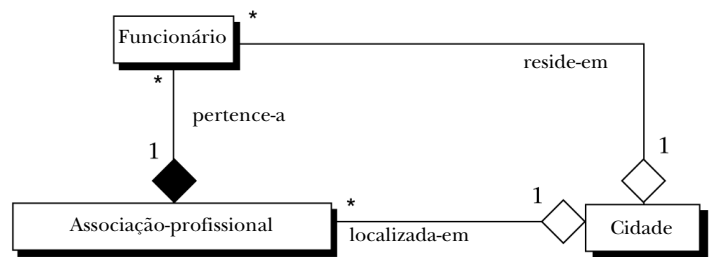 Funcionário
*
*
reside-em
pertence-a
1
1
*
1
Associação-profissional
localizada-em
Cidade